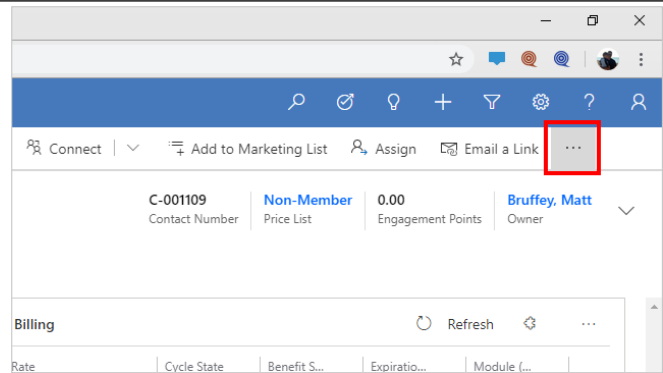 Connect Add to Marketing List Assign Email a Link ...
C-001109 Non-Member 0.00 Bruffey, Matt
Contact Number Price List Engagement Points Owner
Billing Refresh ...
Rate Cycle State Benefit S... Expiratio... Module (...